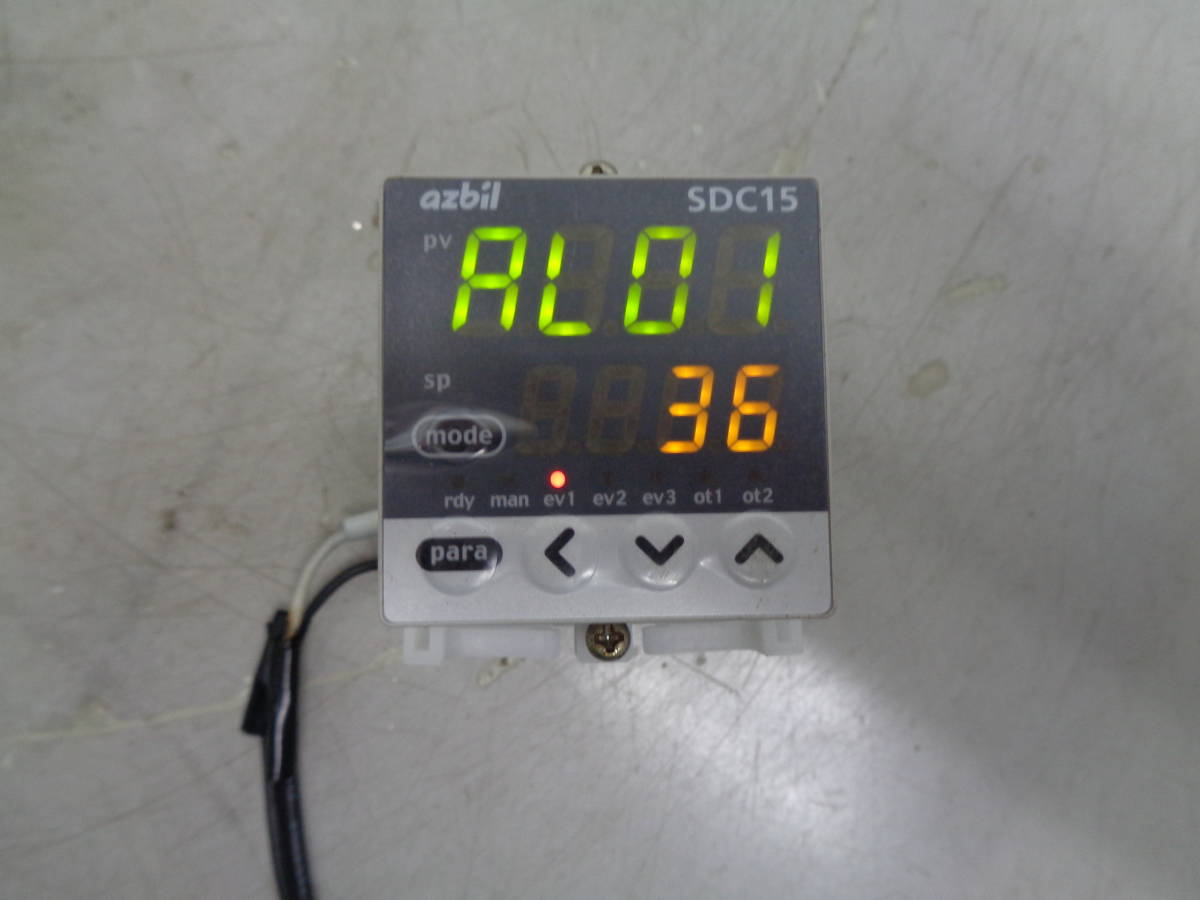 azbil SDC15
pv AL01
sp 36
mode
rdy man ev1 ev2 ev3 ot1 ot2
para